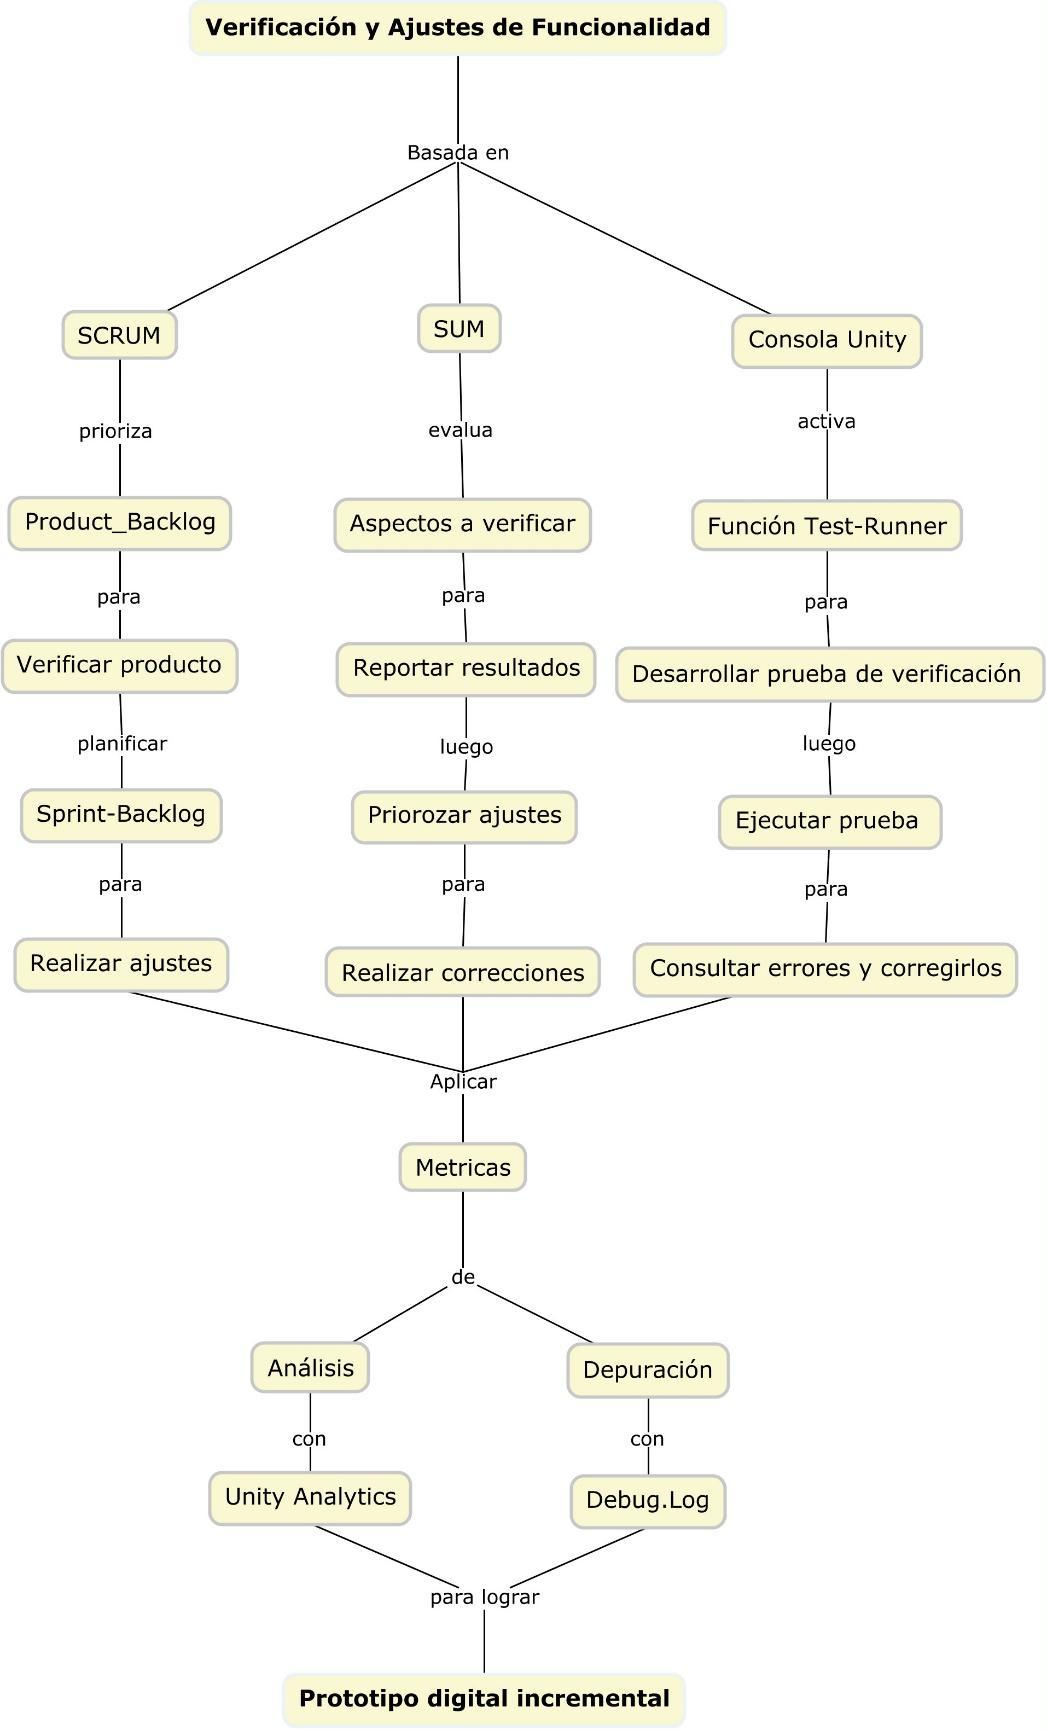 Verificación y Ajustes de Funcionalidad
Basada en
SCRUM
SUM
Consola Unity
prioriza
evalua
activa
Product_Backlog
Aspectos a verificar
Función Test-Runner
para
para
para
Verificar producto
Reportar resultados
Desarrollar prueba de verificación
planificar
luego
luego
Sprint-Backlog
Priorozar ajustes
Ejecutar prueba
para
para
para
Realizar ajustes
Realizar correcciones
Consultar errores y corregirlos
Aplicar
Metricas
de
Análisis
Depuración
con
con
Unity Analytics
Debug.Log
para lograr
Prototipo digital incremental